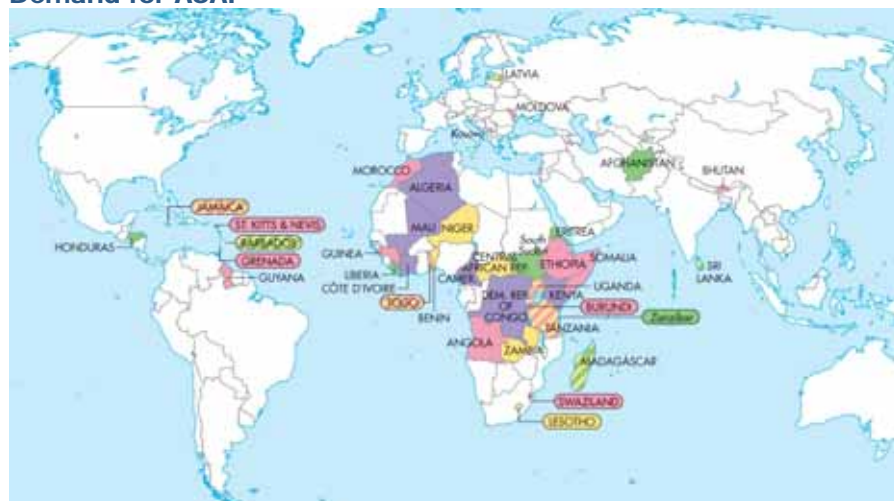 Demand for ASAP
LATVIA
MOLDOVA
Kosovo
AFGHANISTAN
BHUTAN
MOROCCO
ALGERIA
JAMAICA
ST. KITTS & NEVIS
GRENADA
HONDURAS
GUYANA
MALI
NIGER
ERITREA
South
Sudan
GUINEA
CENTRAL
AFRICAN REP.
ETHIOPIA
SOMALIA
SRI
LANKA
LIBERIA
CÔTE D'IVOIRE
CAMER.
UGANDA
DEM. REP.
OF
CONGO
KENYA
TOGO
BURUNDI
BENIN
Zanzibar
TANZANIA
ANGOLA
ZAMBIA
MADAGASCAR
SWAZILAND
LESOTHO